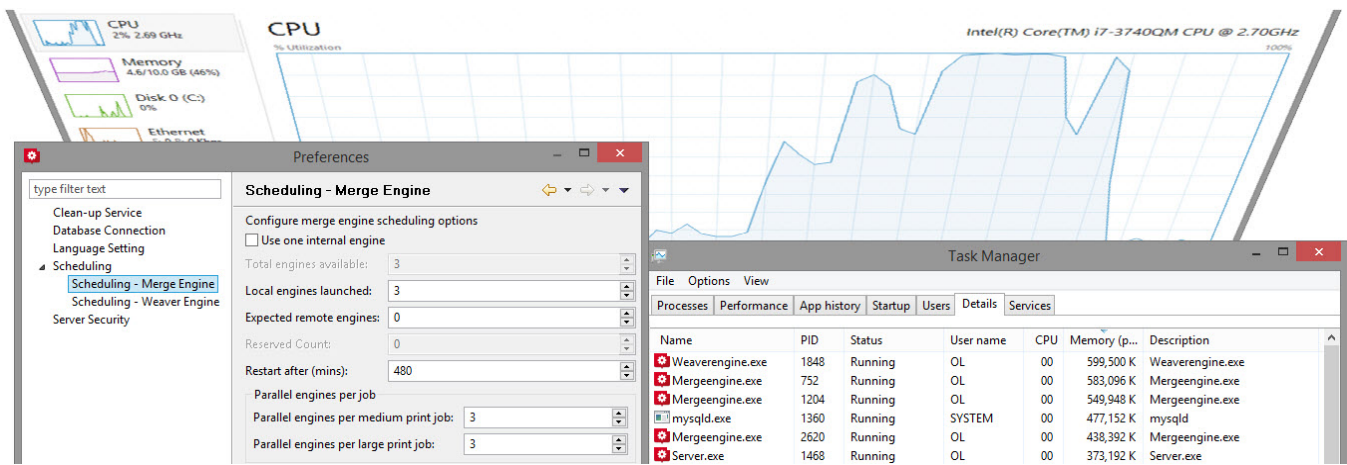 CPU
2% 2.69 GHz
Memory
4.6/10.0 GB (46%)
Disk 0 (C:)
0%
Ethernet
CPU
Intel(R) Core(TM) i7-3740QM CPU @ 2.70GHz
% Utilization
100%
Preferences
type filter text
Clean-up Service
Database Connection
Language Setting
Scheduling
Scheduling - Merge Engine
Scheduling - Weaver Engine
Server Security
Scheduling - Merge Engine
Configure merge engine scheduling options
Use one internal engine
Total engines available: 3
Local engines launched: 3
Expected remote engines: 0
Reserved Count: 0
Restart after (mins): 480
Parallel engines per job
Parallel engines per medium print job: 3
Parallel engines per large print job: 3
Task Manager
File Options View
Processes Performance App history Startup Users Details Services
Name PID Status User name CPU Memory (p... Description
Weaverengine.exe 1848 Running OL 00 599,500 K Weaverengine.exe
Mergeengine.exe 752 Running OL 00 583,096 K Mergeengine.exe
Mergeengine.exe 1204 Running OL 00 549,948 K Mergeengine.exe
mysqld.exe 1360 Running SYSTEM 00 477,152 K mysqld
Mergeengine.exe 2620 Running OL 00 438,392 K Mergeengine.exe
Server.exe 1468 Running OL 00 373,192 K Server.exe